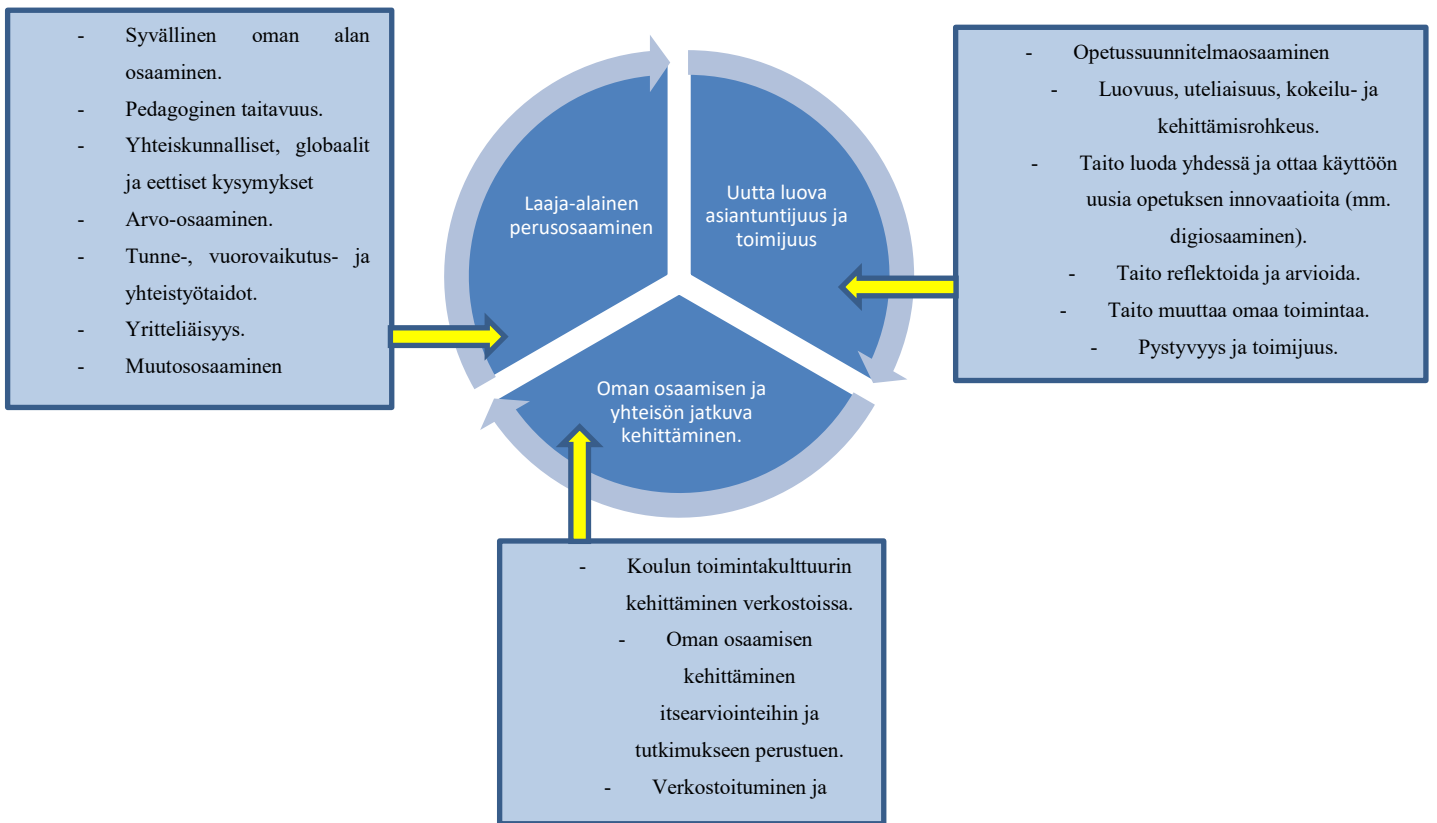 - Syvällinen oman alan
osaaminen.
- Pedagoginen taitavuus.
- Yhteiskunnalliset, globaalit
ja eettiset kysymykset
- Arvo-osaaminen.
- Tunne-, vuorovaikutus- ja
yhteistyötaidot.
- Yritteliäisyys.
- Muutososaaminen
Laaja-alainen
perusosaaminen
Uutta luova
asiantuntijuus ja
toimijuus
Oman osaamisen ja
yhteisön jatkuva
kehittäminen.
- Opetussuunnitelmaosaaminen
- Luovuus, uteliaisuus, kokeilu- ja
kehittämisrohkeus.
- Taito luoda yhdessä ja ottaa käyttöön
uusia opetuksen innovaatioita (mm.
digiosaaminen).
- Taito reflektoida ja arvioida.
- Taito muuttaa omaa toimintaa.
- Pystyvyys ja toimijuus.
- Koulun toimintakulttuurin
kehittäminen verkostoissa.
- Oman osaamisen
kehittäminen
itsearviointeihin ja
tutkimukseen perustuen.
- Verkostoituminen ja